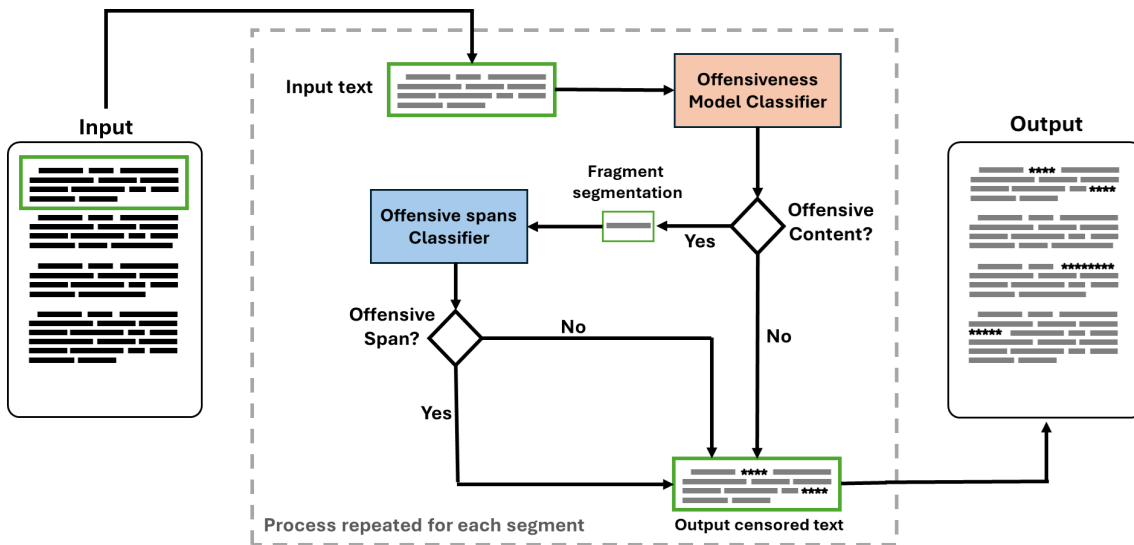 Input
Input text
Offensiveness
Model Classifier
Output
Fragment
segmentation
Offensive spans
Classifier
Yes
Offensive
Content?
Offensive
Span?
No
No
Yes
****
****
****
****
********
*****
Process repeated for each segment
Output censored text